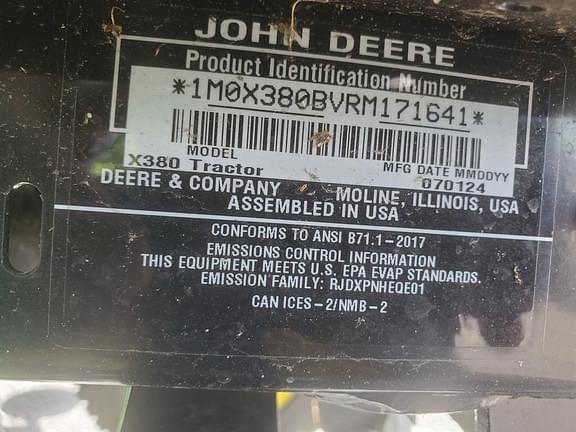 JOHN DEERE
Product Identification Number
*1M0X380BVRM171641*
MODEL
X380 Tractor
MFG DATE MMDDYY
070124
DEERE & COMPANY MOLINE, ILLINOIS, USA
ASSEMBLED IN USA
CONFORMS TO ANSI B71.1-2017
EMISSIONS CONTROL INFORMATION
THIS EQUIPMENT MEETS U.S. EPA EVAP STANDARDS.
EMISSION FAMILY: RJDXPNHEQE01
CAN ICES-2/NMB-2